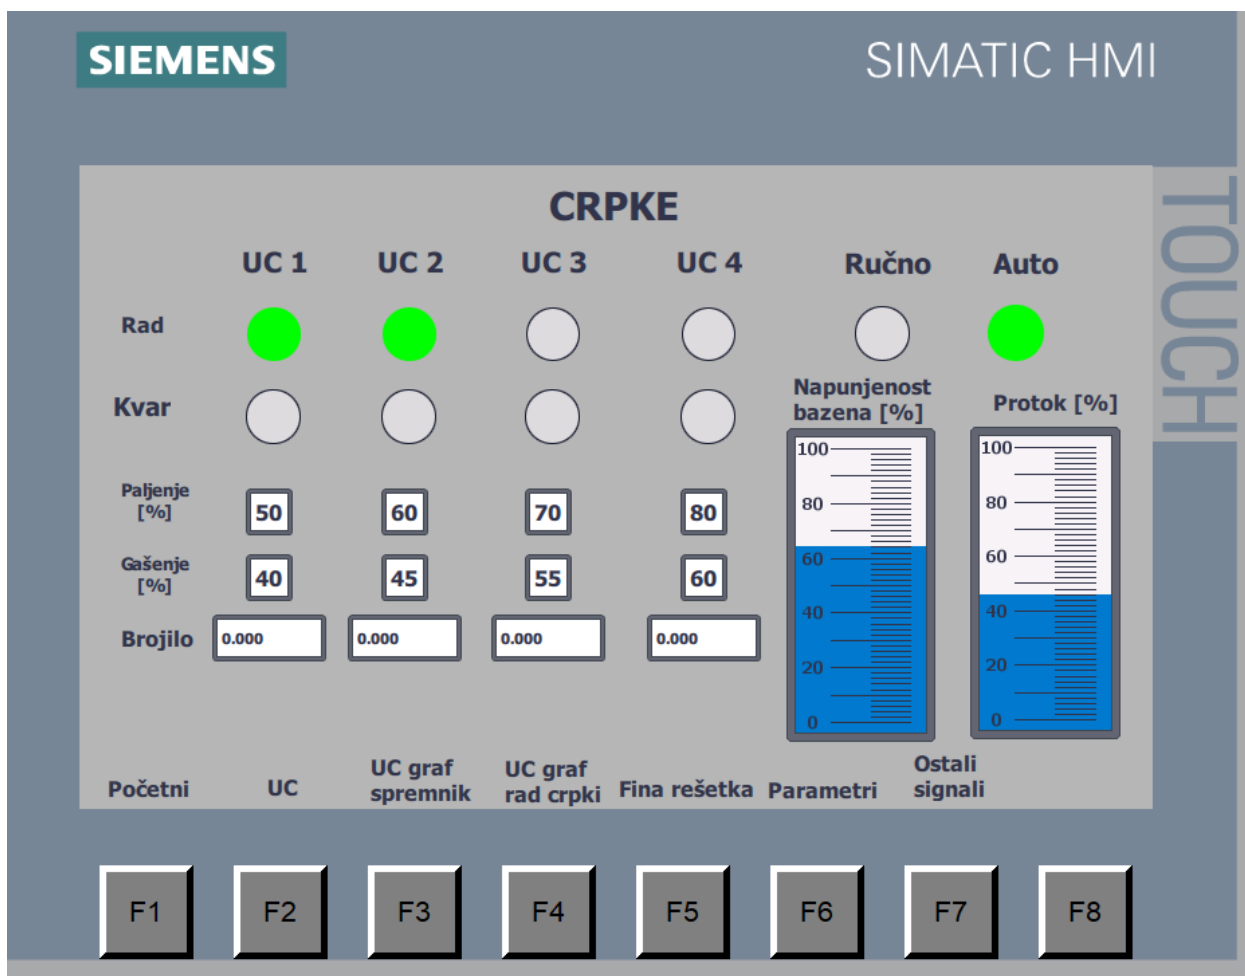 SIEMENS
SIMATIC HMI
TOUCH
CRPKE
UC 1
UC 2
UC 3
UC 4
Ručno
Auto
Rad
Kvar
Napunjenost
bazena [%]
Protok [%]
Paljenje
[%]
50
60
70
80
Gašenje
[%]
40
45
55
60
Brojilo
0.000
0.000
0.000
0.000
100
80
60
40
20
0
100
80
60
40
20
0
Početni
UC
UC graf
spremnik
UC graf
rad crpki
Fina rešetka
Parametri
Ostali
signali
F1
F2
F3
F4
F5
F6
F7
F8